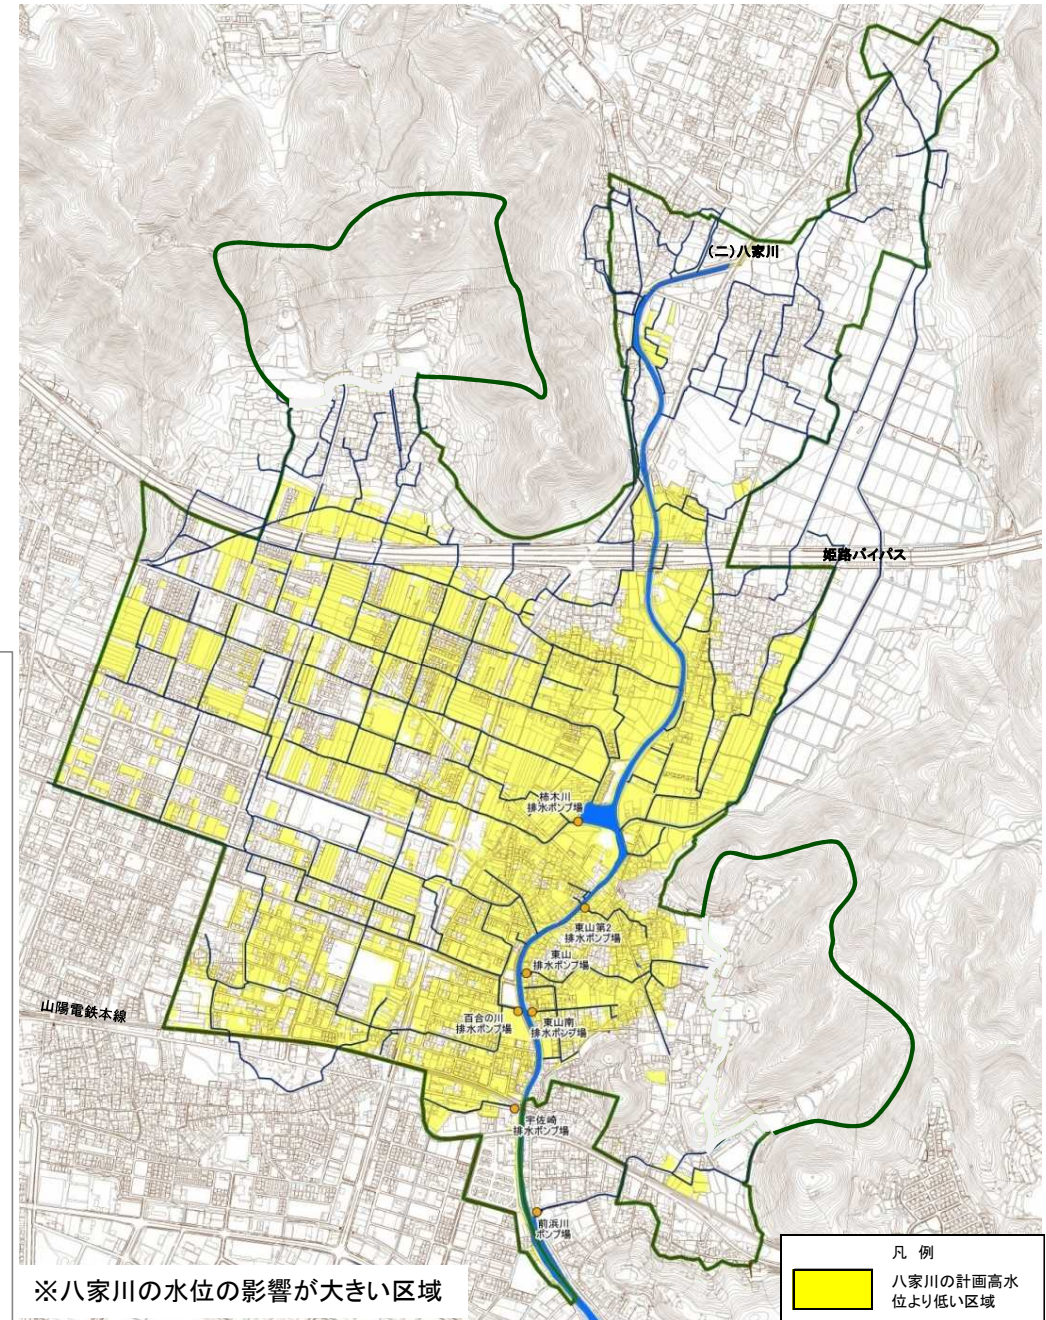 (二)八家川
姫路バイパス
柿木川
排水ポンプ場
東山第2
排水ポンプ場
東山
排水ポンプ場
百合の川
排水ポンプ場
東山南
排水ポンプ場
山陽電鉄本線
宇佐崎
排水ポンプ場
前浜川
ポンプ場
凡 例
八家川の計画高水
位より低い区域
※八家川の水位の影響が大きい区域